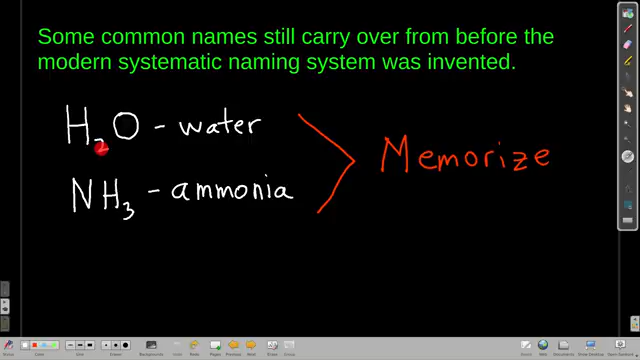 Some common names still carry over from before the
modern systematic naming system was invented.
H₂O – water
NH₃ – ammonia
Memorize